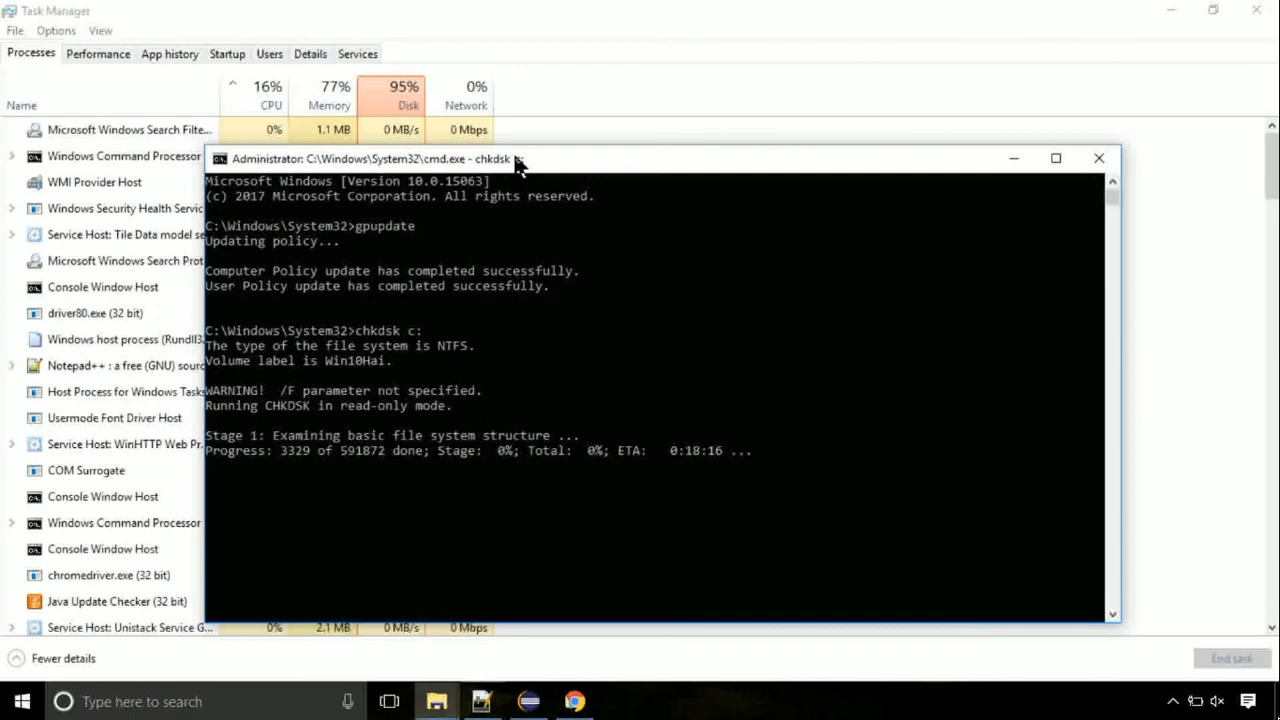 Task Manager
File Options View
Processes Performance App history Startup Users Details Services
16% 77% 95% 0%
Name CPU Memory Disk Network
Microsoft Windows Search Filte... 0% 1.1 MB 0 MB/s 0 Mbps
Windows Command Processor
WMI Provider Host
Windows Security Health Servic
Service Host: Tile Data model se
Microsoft Windows Search Prot
Console Window Host
driver80.exe (32 bit)
Windows host process (Rundll3
Notepad++ : a free (GNU) sourc
Host Process for Windows Task
Usermode Font Driver Host
Service Host: WinHTTP Web Pr
COM Surrogate
Console Window Host
Windows Command Processor
Console Window Host
chromedriver.exe (32 bit)
Java Update Checker (32 bit)
Service Host: Unistack Service G... 0% 2.1 MB 0 MB/s 0 Mbps
Fewer details End task
Administrator: C:\Windows\System32\cmd.exe - chkdsk
Microsoft Windows [Version 10.0.15063]
(c) 2017 Microsoft Corporation. All rights reserved.
C:\Windows\System32>gpupdate
Updating policy...
Computer Policy update has completed successfully.
User Policy update has completed successfully.
C:\Windows\System32>chkdsk c:
The type of the file system is NTFS.
Volume label is Win10Hai.
WARNING! /F parameter not specified.
Running CHKDSK in read-only mode.
Stage 1: Examining basic file system structure ...
Progress: 3329 of 591872 done; Stage: 0%; Total: 0%; ETA: 0:18:16 ...
Type here to search